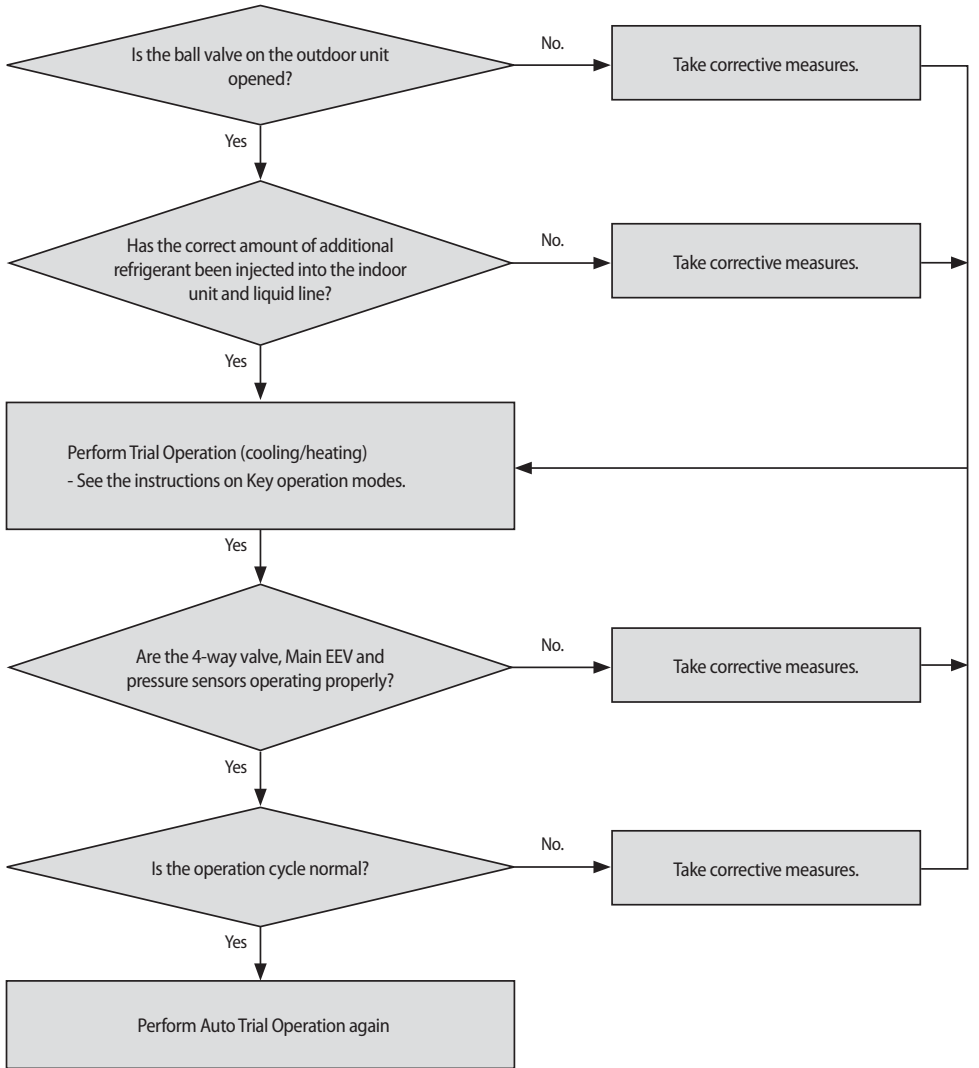 Is the ball valve on the outdoor unit
opened?
No.
Take corrective measures.
Yes
Has the correct amount of additional
refrigerant been injected into the indoor
unit and liquid line?
No.
Take corrective measures.
Yes
Perform Trial Operation (cooling/heating)
- See the instructions on Key operation modes.
Yes
Are the 4-way valve, Main EEV and
pressure sensors operating properly?
No.
Take corrective measures.
Yes
Is the operation cycle normal?
No.
Take corrective measures.
Yes
Perform Auto Trial Operation again